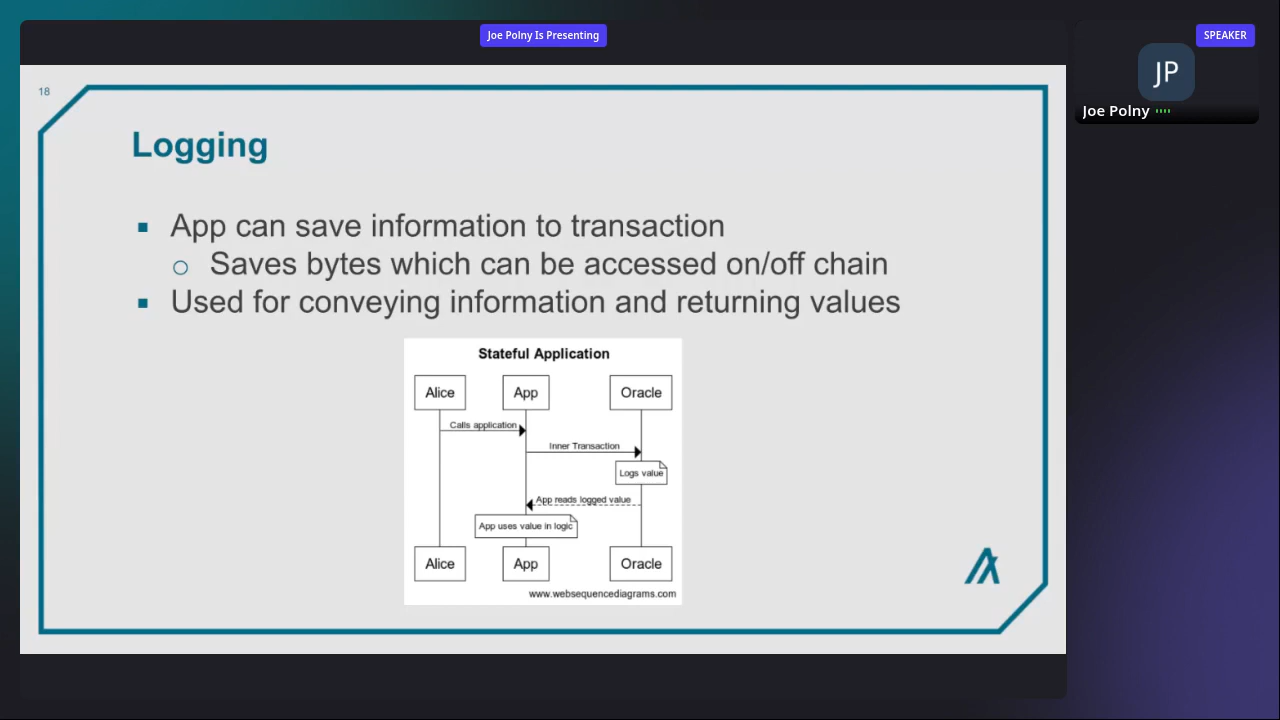 Joe Polny Is Presenting
SPEAKER
JP
Joe Polny
18
Logging
App can save information to transaction
Saves bytes which can be accessed on/off chain
Used for conveying information and returning values
Stateful Application
Alice App Oracle
Calls application
Inner Transaction
Logs value
App reads logged value
App uses value in logic
Alice App Oracle
www.websequencediagrams.com